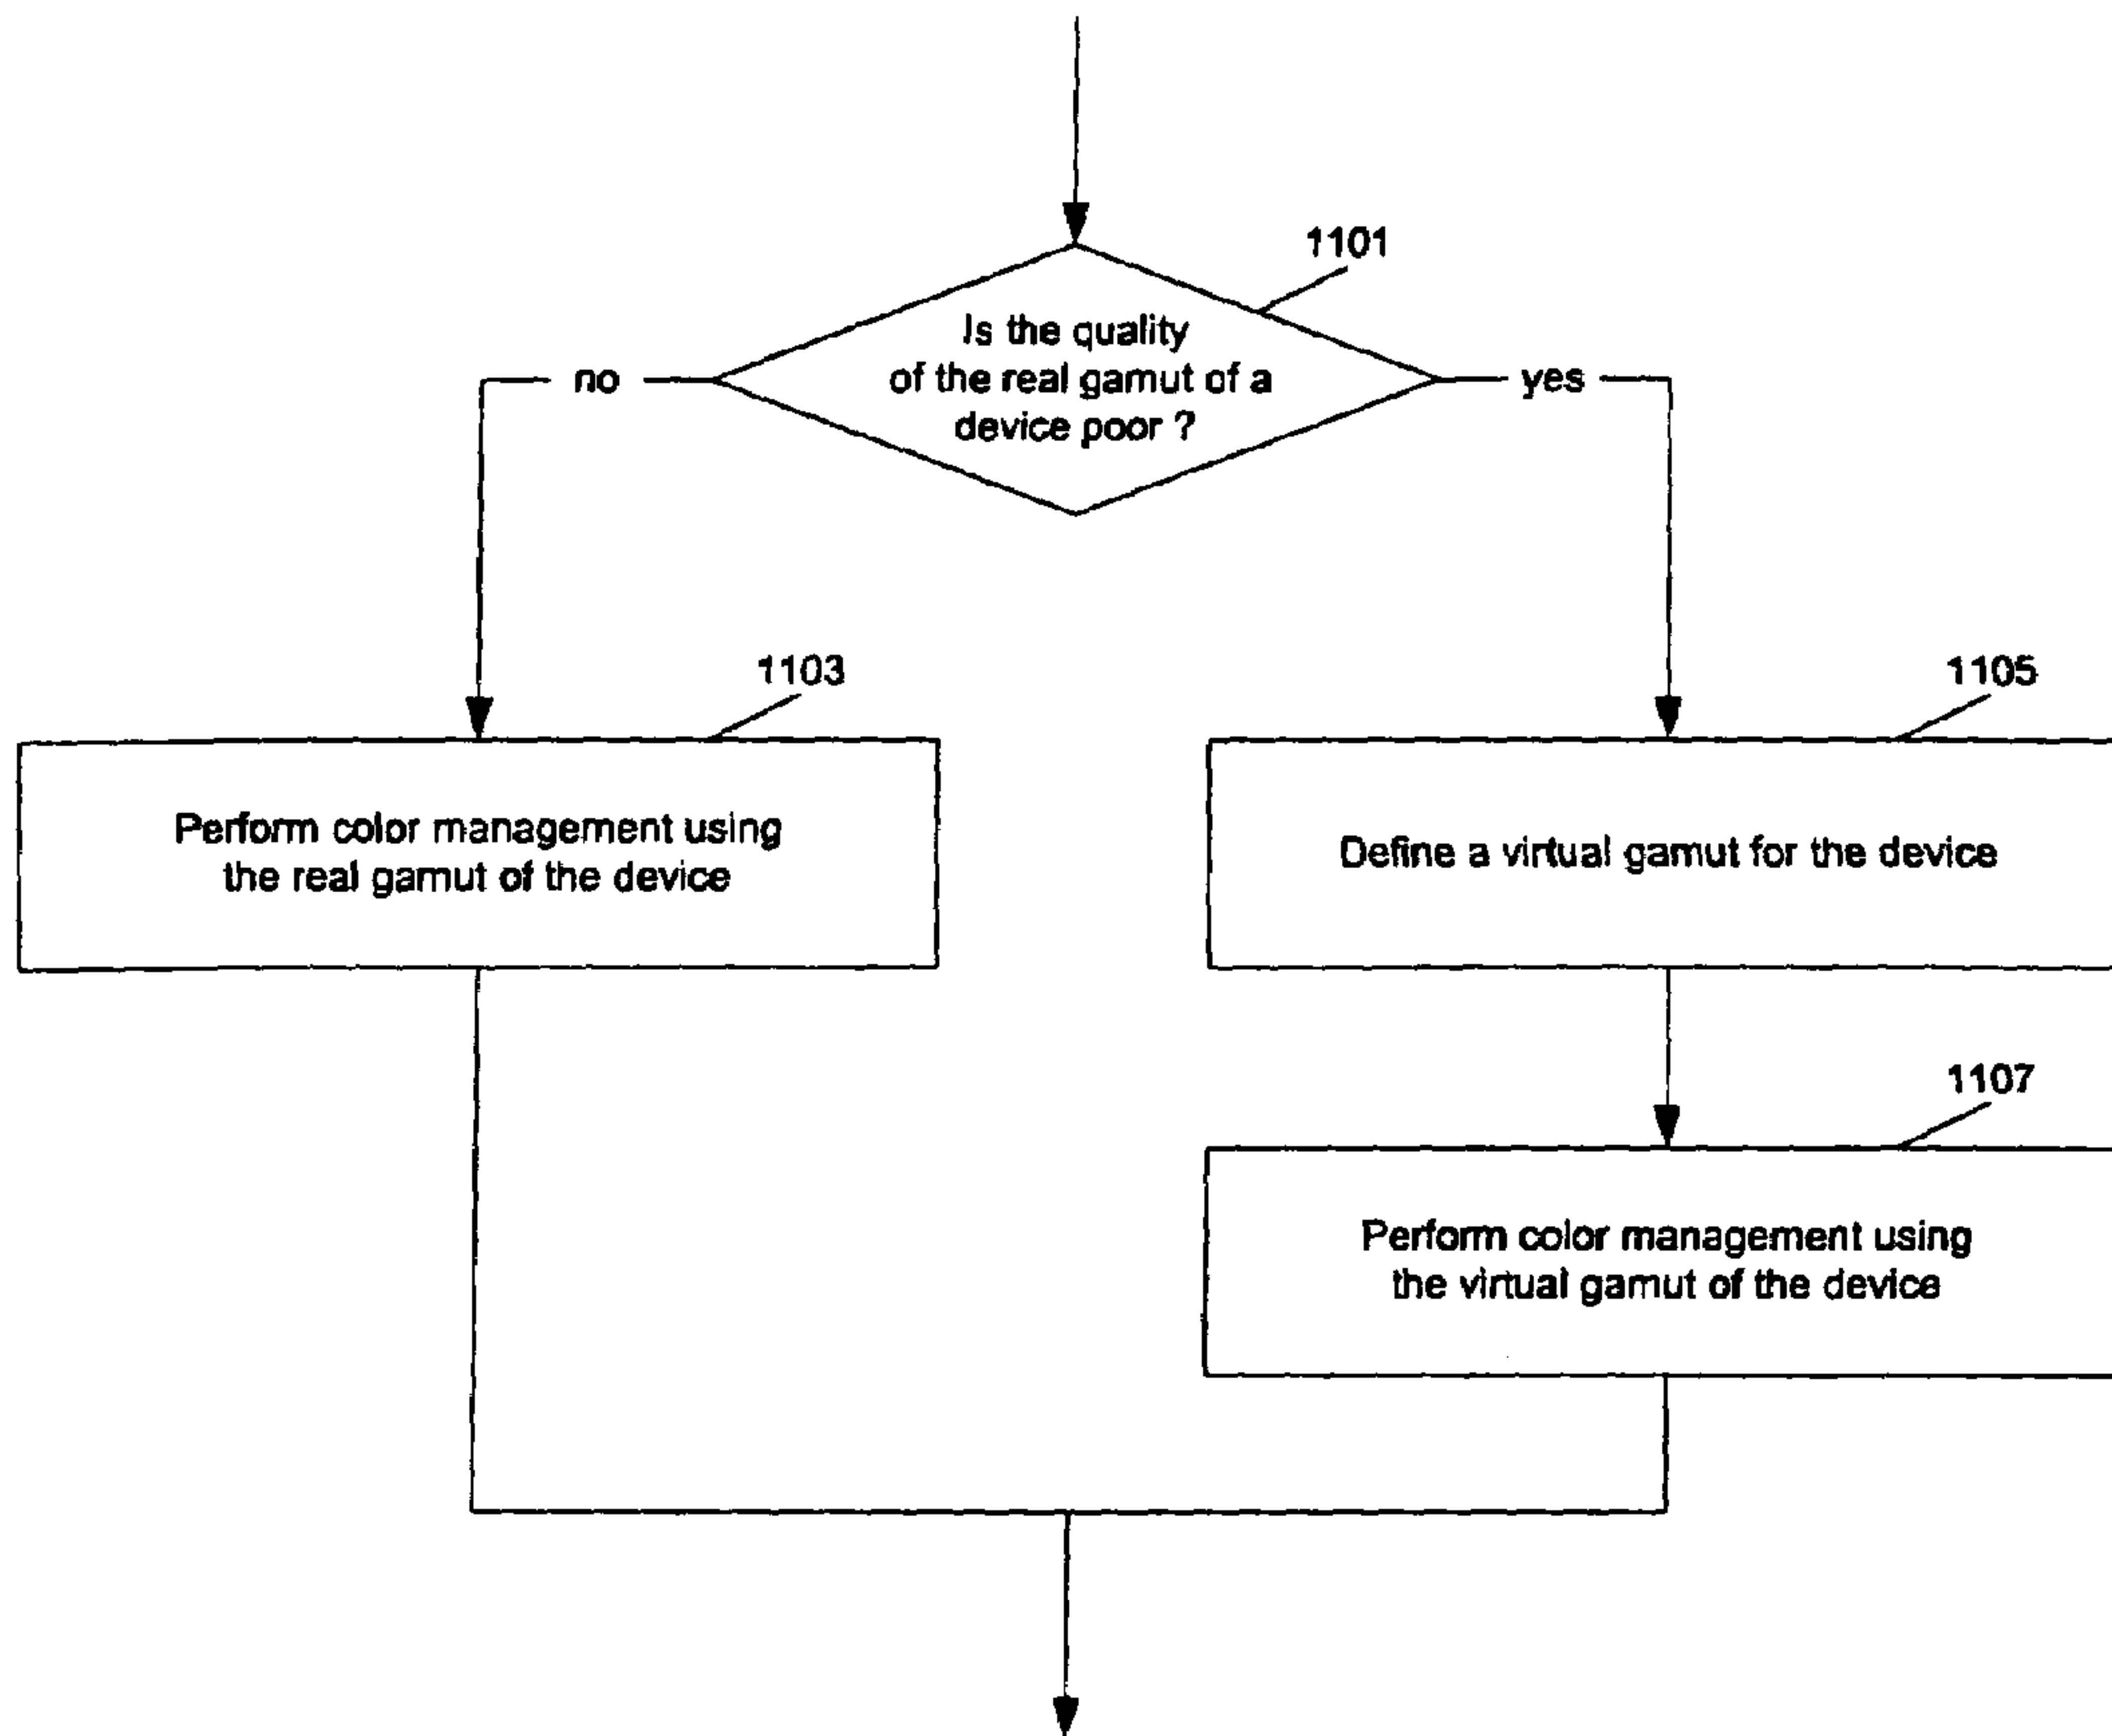 1101
Is the quality
of the real gamut of a
device poor ?
no
yes
1103
1105
Perform color management using
the real gamut of the device
Define a virtual gamut for the device
1107
Perform color management using
the virtual gamut of the device